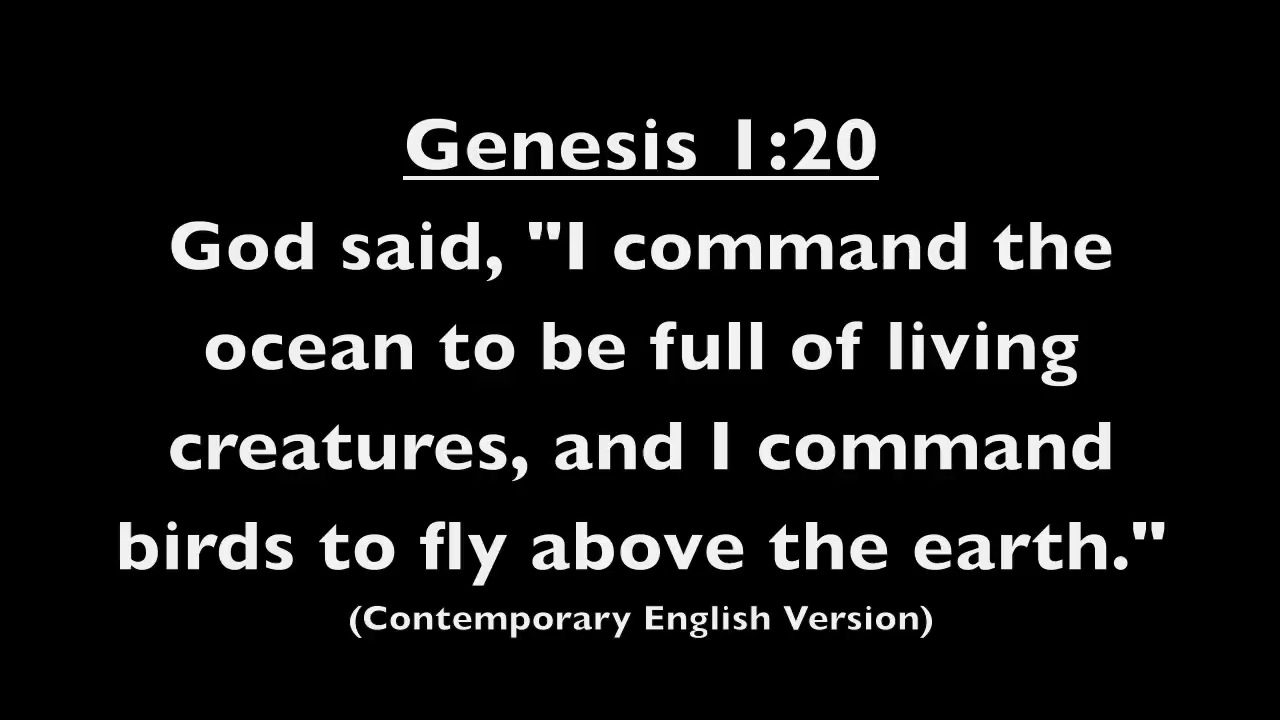 Genesis 1:20
God said, "I command the
ocean to be full of living
creatures, and I command
birds to fly above the earth."
(Contemporary English Version)